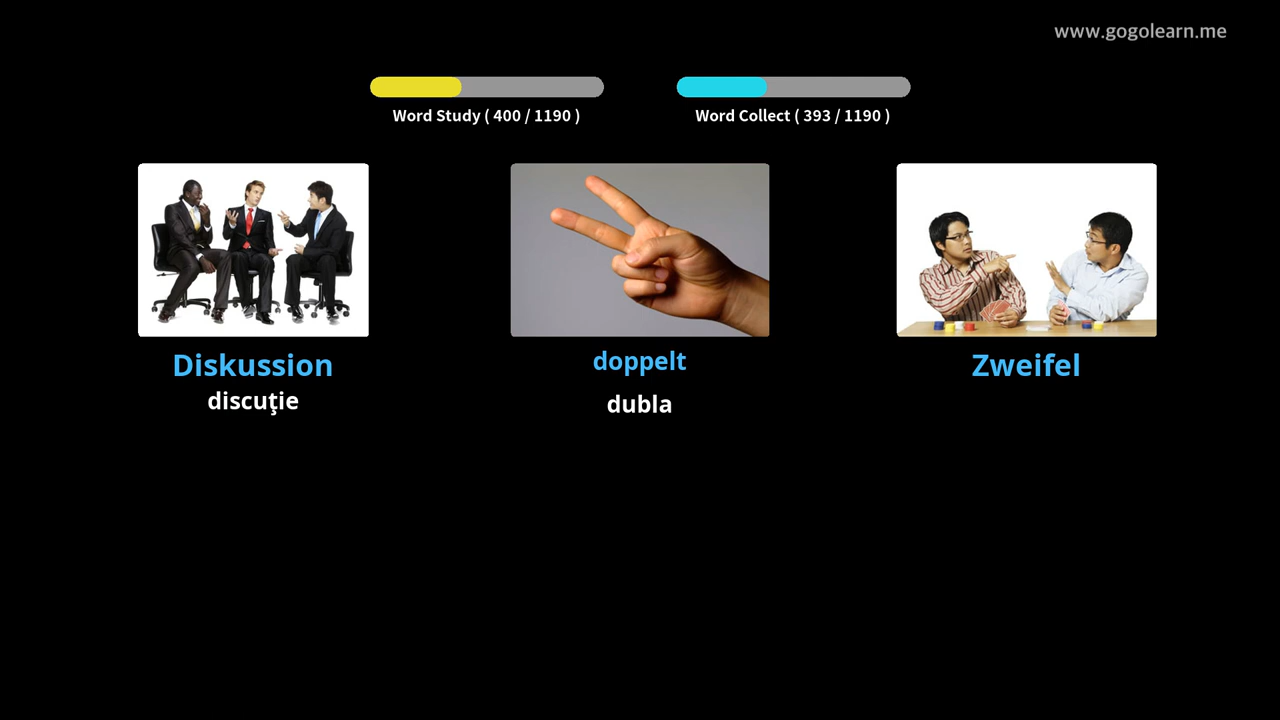 www.gogolearn.me
Word Study ( 400 / 1190 )
Word Collect ( 393 / 1190 )
Diskussion
discuţie
doppelt
dubla
Zweifel